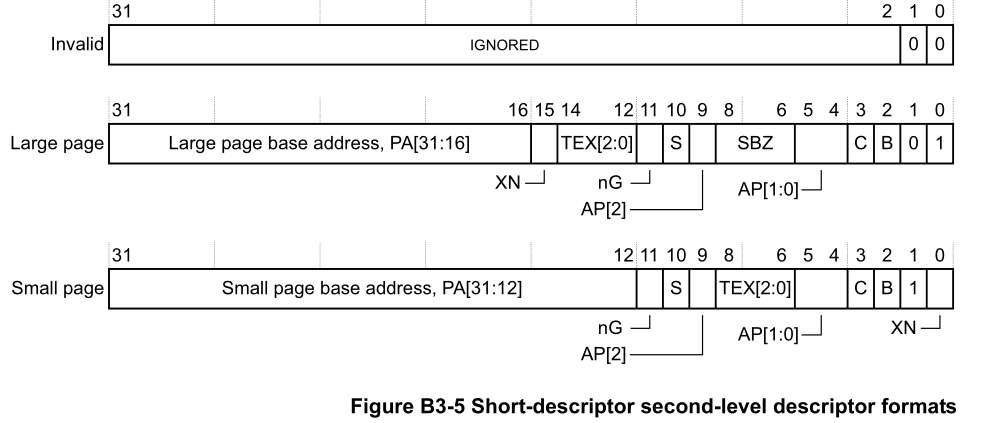 31 2 1 0
Invalid IGNORED 0 0
31 16 15 14 12 11 10 9 8 6 5 4 3 2 1 0
Large page Large page base address, PA[31:16] TEX[2:0] S SBZ C B 0 1
XN nG AP[1:0]
AP[2]
31 12 11 10 9 8 6 5 4 3 2 1 0
Small page Small page base address, PA[31:12] S TEX[2:0] C B 1
nG AP[1:0] XN
AP[2]
Figure B3-5 Short-descriptor second-level descriptor formats